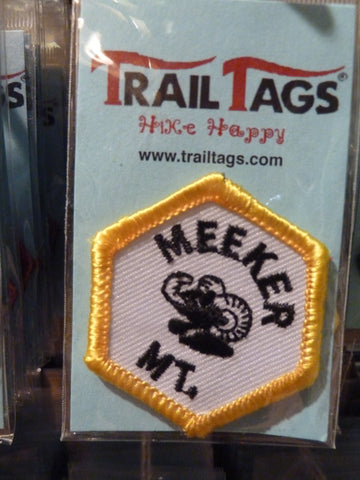 TRAIL TAGS®
Hike Happy
www.trailtags.com
MEEKER
MT.
S®